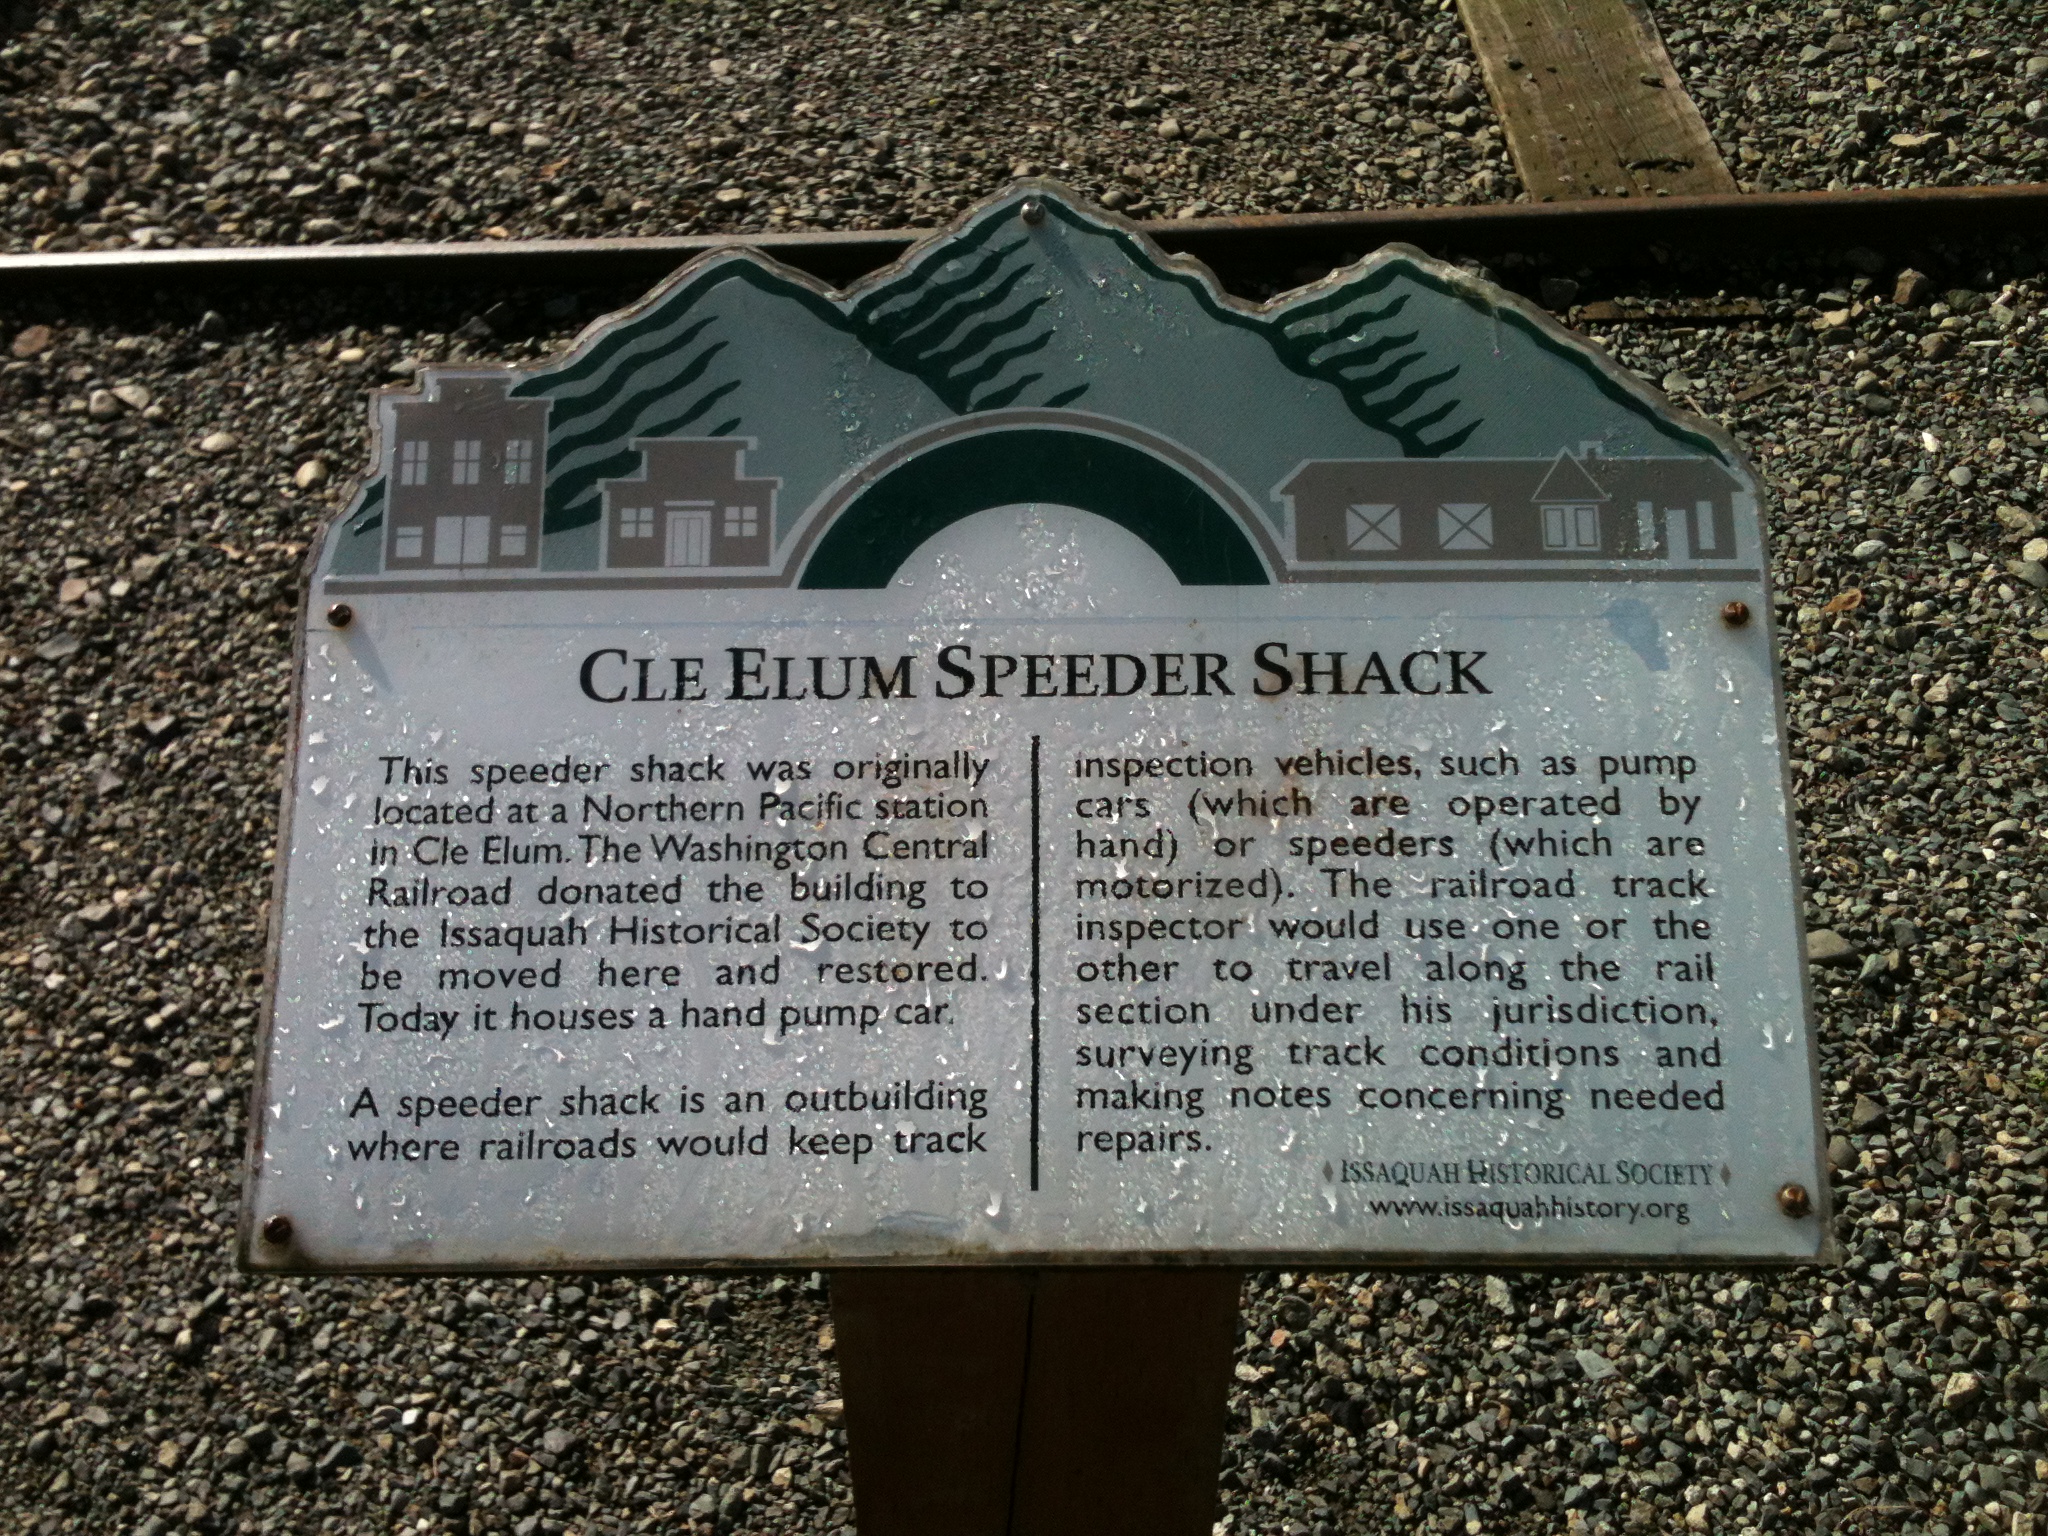 CLE ELUM SPEEDER SHACK
This speeder shack was originally
located at a Northern Pacific station
in Cle Elum. The Washington Central
Railroad donated the building to
the Issaquah Historical Society to
be moved here and restored.
Today it houses a hand pump car.
A speeder shack is an outbuilding
where railroads would keep track
inspection vehicles, such as pump
cars (which are operated by
hand) or speeders (which are
motorized). The railroad track
inspector would use one or the
other to travel along the rail
section under his jurisdiction,
surveying track conditions and
making notes concerning needed
repairs.
♦ ISSAQUAH HISTORICAL SOCIETY ♦
www.issaquahhistory.org